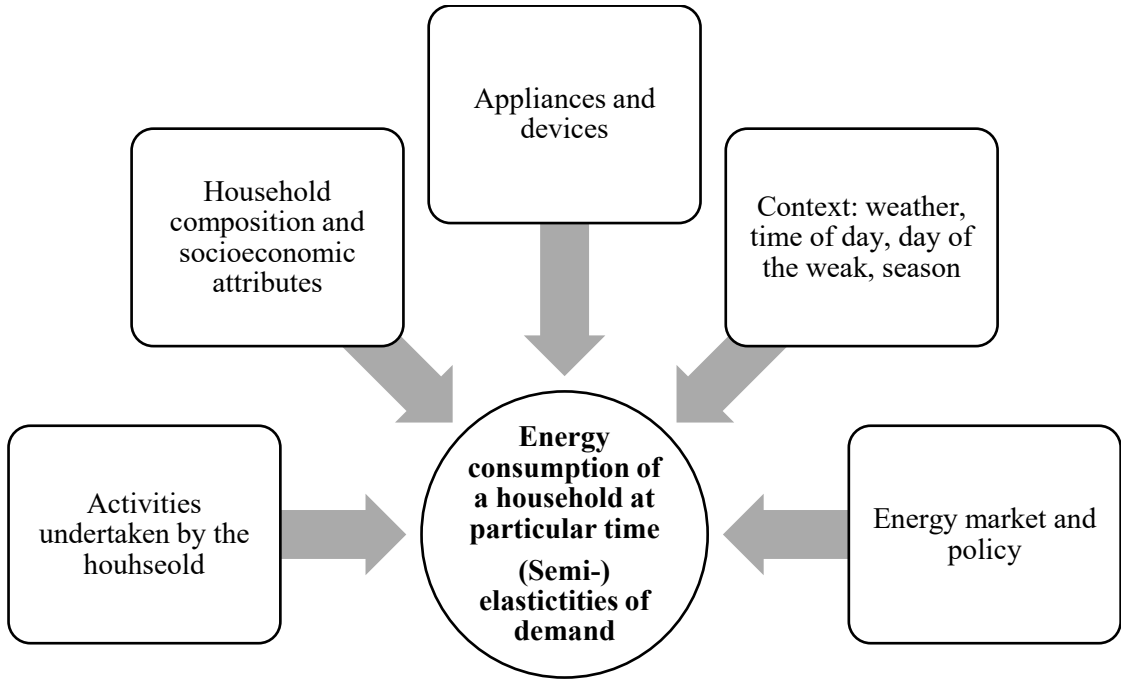 Appliances and
devices
Household
composition and
socioeconomic
attributes
Context: weather,
time of day, day of
the weak, season
Activities
undertaken by the
houhseold
Energy
consumption of
a household at
particular time
(Semi-)
elastictities of
demand
Energy market and
policy